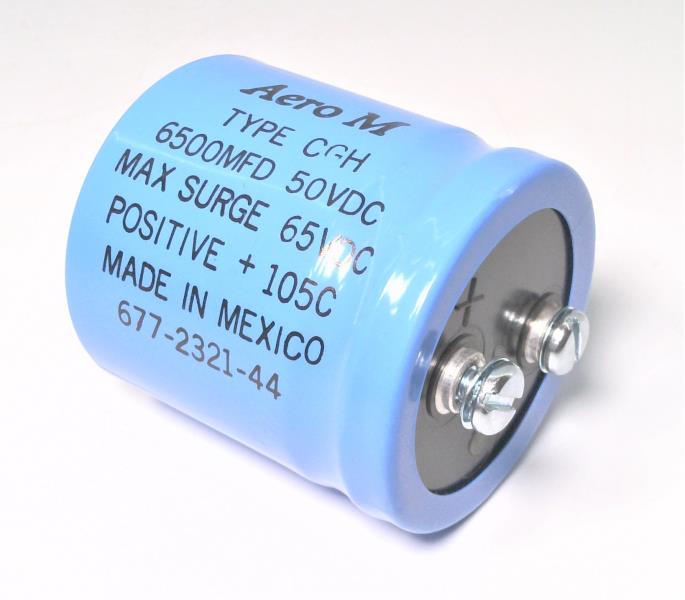 Aero M
TYPE CGH
6500MFD 50VDC
MAX SURGE 65VDC
POSITIVE + 105C
MADE IN MEXICO
677-2321-44
+